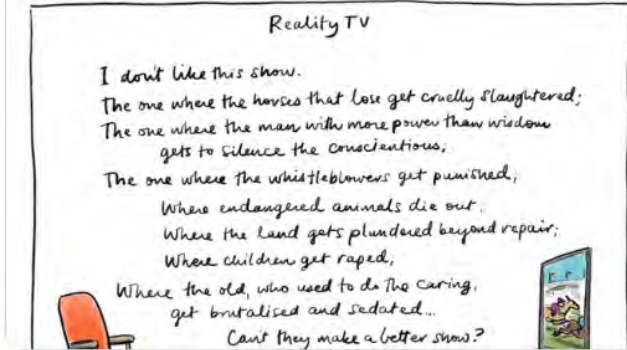 Reality TV
I don't like this show.
The one where the horses that lose get cruelly slaughtered;
The one where the man with more power than wisdom
gets to silence the conscientious;
The one where the whistleblowers get punished;
Where endangered animals die out;
Where the land gets plundered beyond repair;
Where children get raped;
Where the old, who used to do the caring,
get brutalised and sedated...
Can't they make a better show?